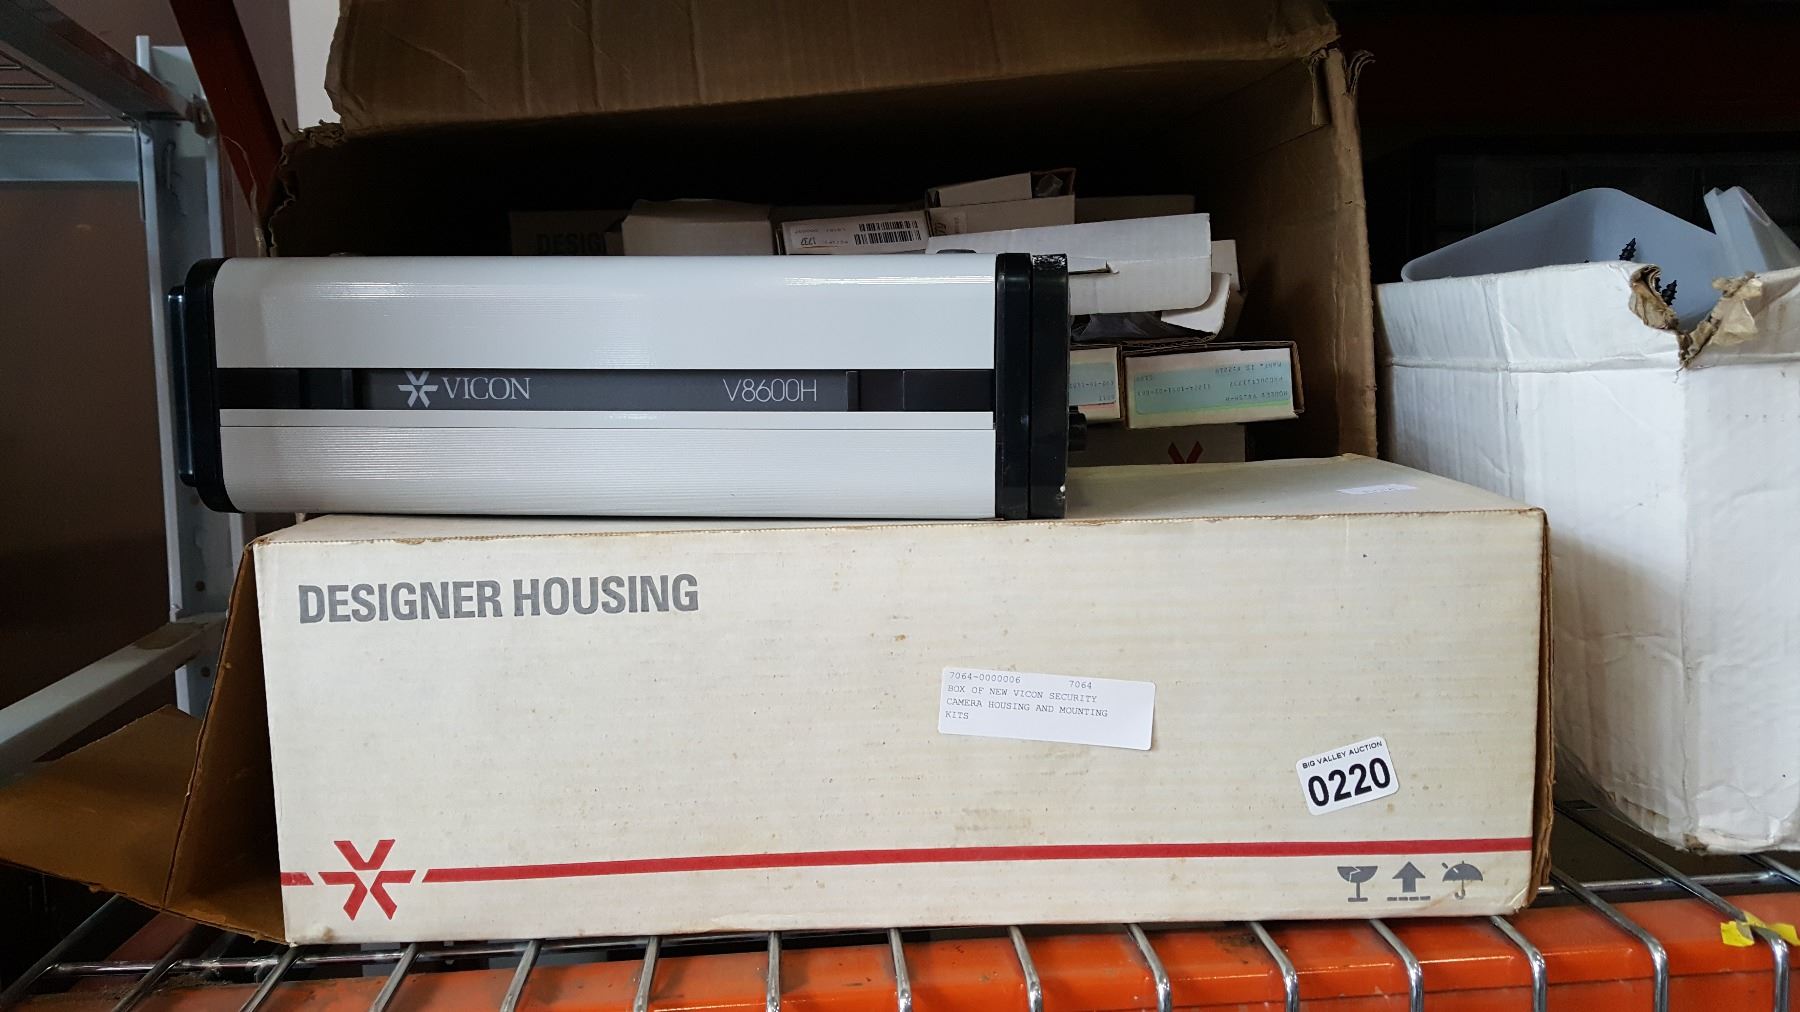 DESIG
VICON V8600H
DESIGNER HOUSING
7064-0000006 7064
BOX OF NEW VICON SECURITY
CAMERA HOUSING AND MOUNTING
KITS
BIG VALLEY AUCTION
0220